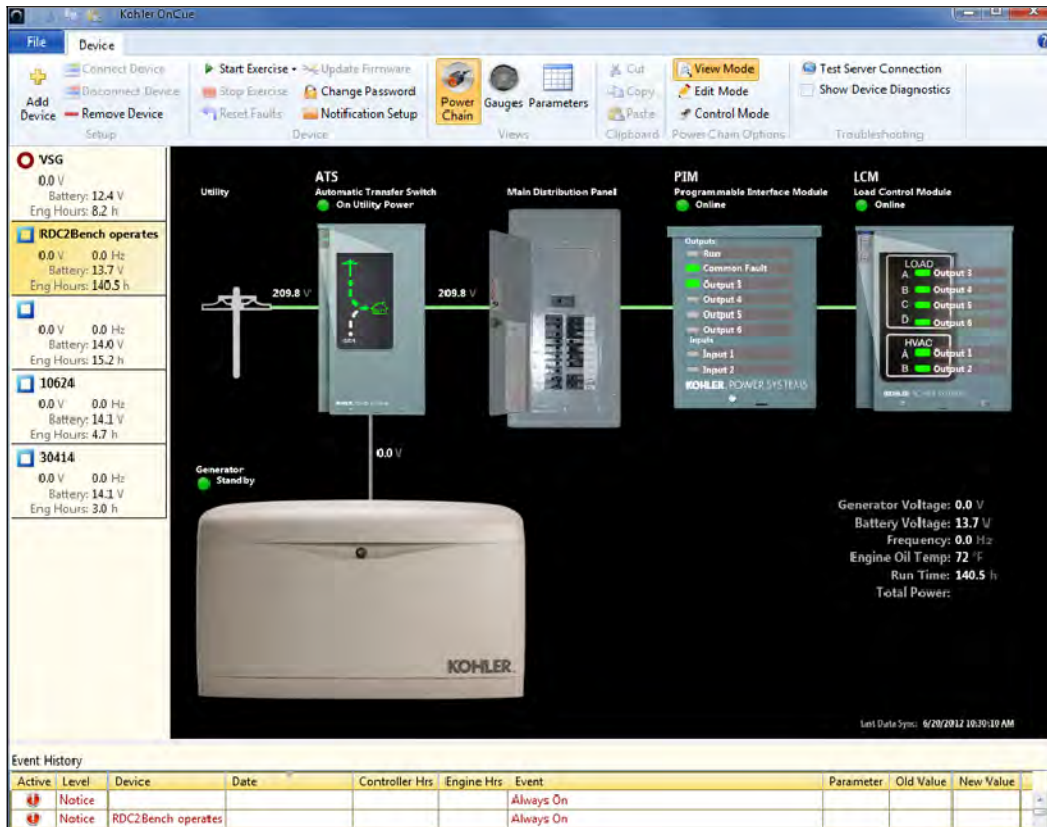 Kohler OnCue
File Device
Add Device
Connect Device
Disconnect Device
Remove Device
Setup
Start Exercise
Stop Exercise
Reset Faults
Update Firmware
Change Password
Notification Setup
Device
Power Chain
Gauges
Parameters
Views
Cut
Copy
Paste
Clipboard
View Mode
Edit Mode
Control Mode
Power Chain Options
Test Server Connection
Show Device Diagnostics
Troubleshooting
VSG
0.0 V
Battery: 12.4 V
Eng Hours: 8.2 h
RDC2Bench operates
0.0 V 0.0 Hz
Battery: 13.7 V
Eng Hours: 140.5 h
0.0 V 0.0 Hz
Battery: 14.0 V
Eng Hours: 15.2 h
10624
0.0 V 0.0 Hz
Battery: 14.1 V
Eng Hours: 4.7 h
30414
0.0 V 0.0 Hz
Battery: 14.1 V
Eng Hours: 3.0 h
Utility
209.8 V
ATS
Automatic Transfer Switch
On Utility Power
209.8 V
Main Distribution Panel
PIM
Programmable Interface Module
Online
Outputs:
Run
Common Fault
Output 3
Output 4
Output 5
Output 6
Inputs
Input 1
Input 2
KOHLER POWER SYSTEMS
LCM
Load Control Module
Online
LOAD
A Output 3
B Output 4
C Output 5
D Output 6
HVAC
A Output 1
B Output 2
KOHLER POWER SYSTEMS
0.0 V
Generator
Standby
KOHLER
Generator Voltage: 0.0 V
Battery Voltage: 13.7 V
Frequency: 0.0 Hz
Engine Oil Temp: 72 °F
Run Time: 140.5 h
Total Power:
Last Data Sync: 6/20/2012 10:30:10 AM
Event History
Active Level Device Date Controller Hrs Engine Hrs Event Parameter Old Value New Value
Notice Always On
Notice RDC2Bench operates Always On